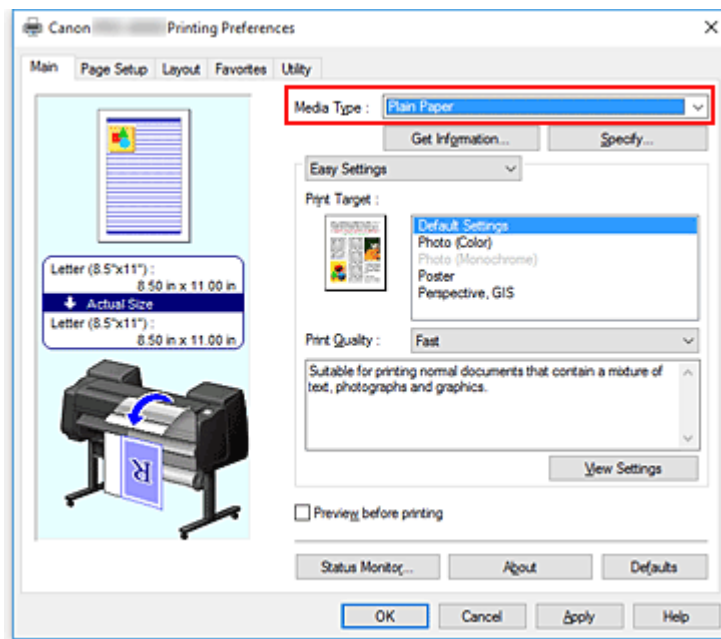 Canon Printing Preferences
Main Page Setup Layout Favorites Utility
Media Type : Plain Paper
Get Information... Specify...
Easy Settings
Print Target :
Default Settings
Photo (Color)
Photo (Monochrome)
Poster
Perspective, GIS
Letter (8.5"x11") :
8.50 in x 11.00 in
Actual Size
Letter (8.5"x11") :
8.50 in x 11.00 in
Print Quality : Fast
Suitable for printing normal documents that contain a mixture of
text, photographs and graphics.
R
View Settings
Preview before printing
Status Monitor... About Defaults
OK Cancel Apply Help